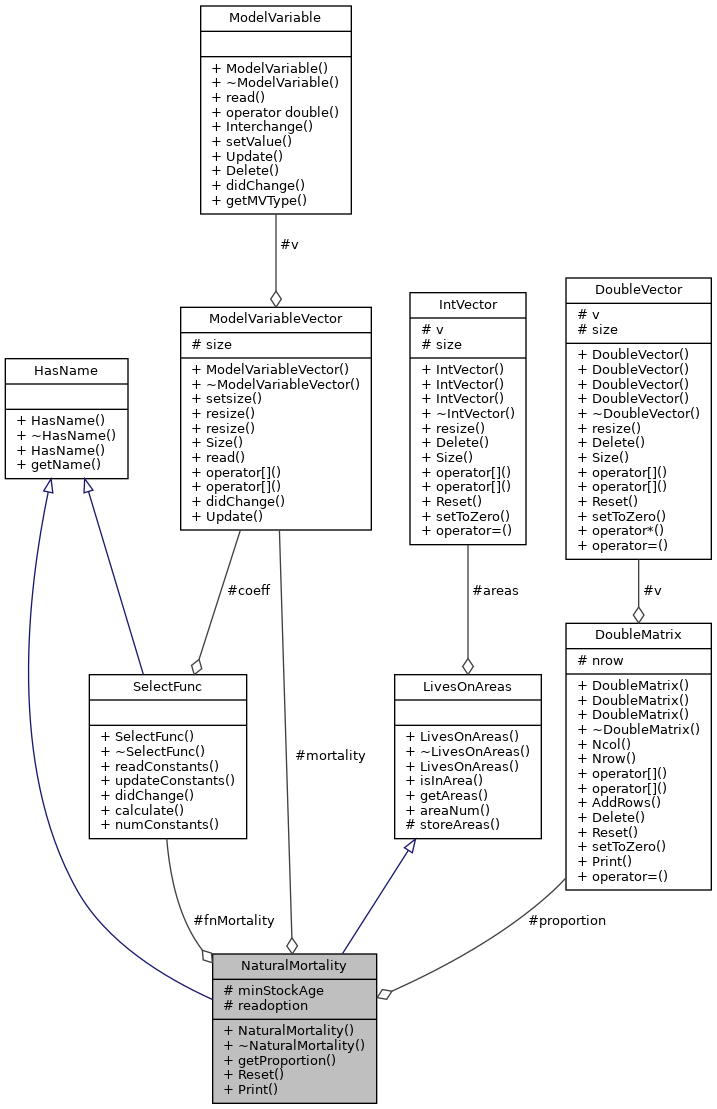 ModelVariable
+ ModelVariable()
+ ~ModelVariable()
+ read()
+ operator double()
+ Interchange()
+ setValue()
+ Update()
+ Delete()
+ didChange()
+ getMVType()
#v
ModelVariableVector
# size
+ ModelVariableVector()
+ ~ModelVariableVector()
+ setsize()
+ resize()
+ resize()
+ Size()
+ read()
+ operator[]()
+ operator[]()
+ didChange()
+ Update()
IntVector
# v
# size
+ IntVector()
+ IntVector()
+ IntVector()
+ ~IntVector()
+ resize()
+ Delete()
+ Size()
+ operator[]()
+ operator[]()
+ Reset()
+ setToZero()
+ operator=()
DoubleVector
# v
# size
+ DoubleVector()
+ DoubleVector()
+ DoubleVector()
+ DoubleVector()
+ ~DoubleVector()
+ resize()
+ Delete()
+ Size()
+ operator[]()
+ operator[]()
+ Reset()
+ setToZero()
+ operator*()
+ operator=()
HasName
+ HasName()
+ ~HasName()
+ HasName()
+ getName()
#coeff
#areas
#v
#mortality
SelectFunc
+ SelectFunc()
+ ~SelectFunc()
+ readConstants()
+ updateConstants()
+ didChange()
+ calculate()
+ numConstants()
LivesOnAreas
+ LivesOnAreas()
+ ~LivesOnAreas()
+ LivesOnAreas()
+ isInArea()
+ getAreas()
+ areaNum()
# storeAreas()
DoubleMatrix
# nrow
+ DoubleMatrix()
+ DoubleMatrix()
+ DoubleMatrix()
+ ~DoubleMatrix()
+ Ncol()
+ Nrow()
+ operator[]()
+ operator[]()
+ AddRows()
+ Delete()
+ Reset()
+ setToZero()
+ Print()
+ operator=()
#fnMortality
#proportion
NaturalMortality
# minStockAge
# readoption
+ NaturalMortality()
+ ~NaturalMortality()
+ getProportion()
+ Reset()
+ Print()